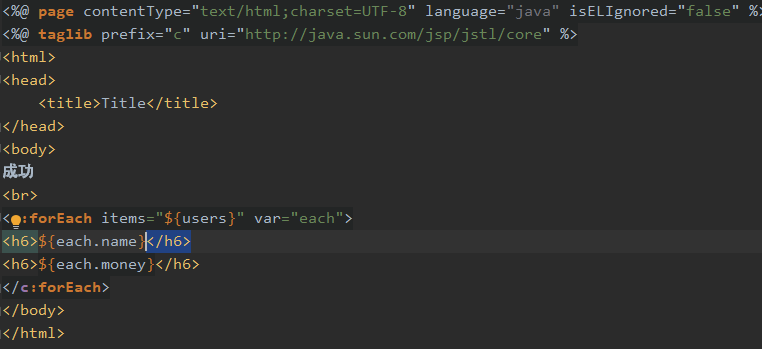 <%@ page contentType="text/html;charset=UTF-8" language="java" isELIgnored="false" %>
<%@ taglib prefix="c" uri="http://java.sun.com/jsp/jstl/core" %>
<html>
<head>
    <title>Title</title>
</head>
<body>
成功
<br>
<:forEach items="${users}" var="each">
<h6>${each.name}</h6>
<h6>${each.money}</h6>
</c:forEach>
</body>
</html>